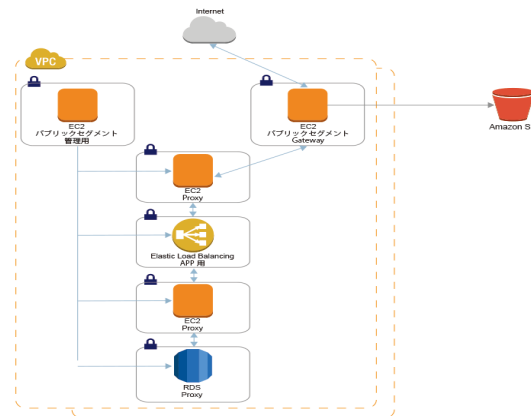 Internet
VPC
EC2
パブリックセグメント
管理用
EC2
パブリックセグメント
Gateway
Amazon S
EC2
Proxy
Elastic Load Balancing
APP 用
EC2
Proxy
RDS
Proxy